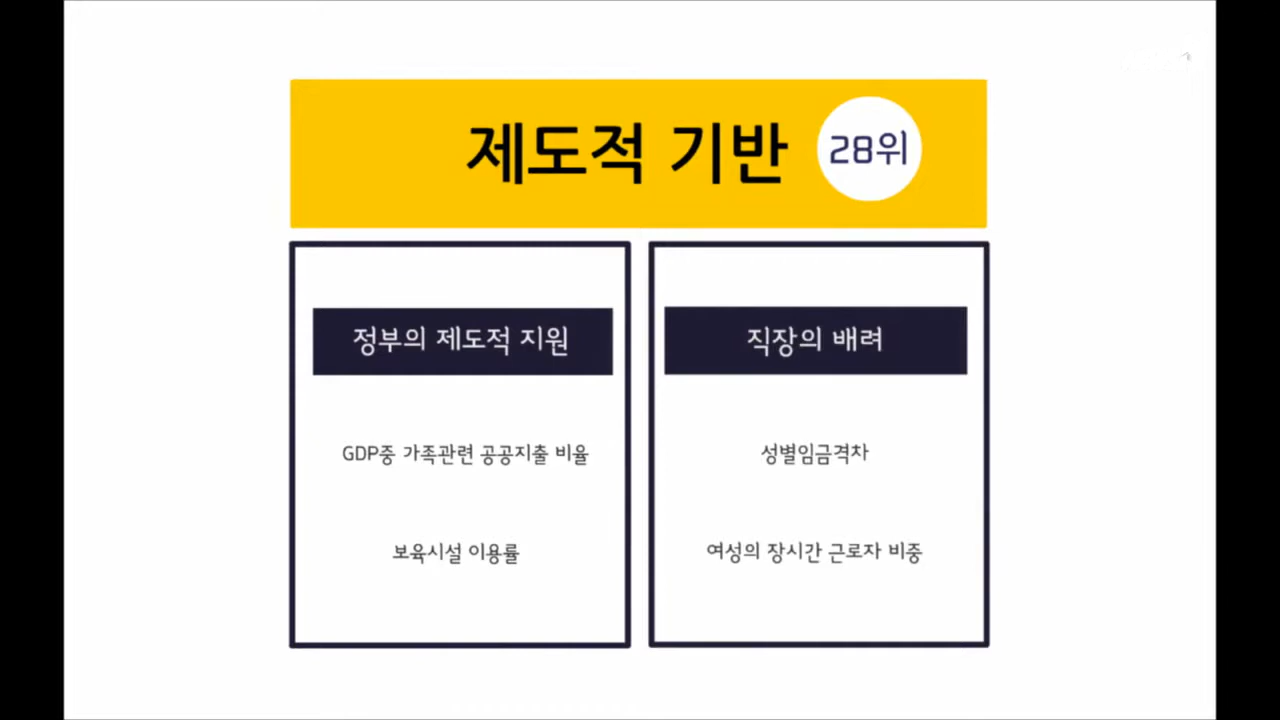 제도적 기반 28위
정부의 제도적 지원
GDP중 가족관련 공공지출 비율
보육시설 이용률
직장의 배려
성별임금격차
여성의 장시간 근로자 비중